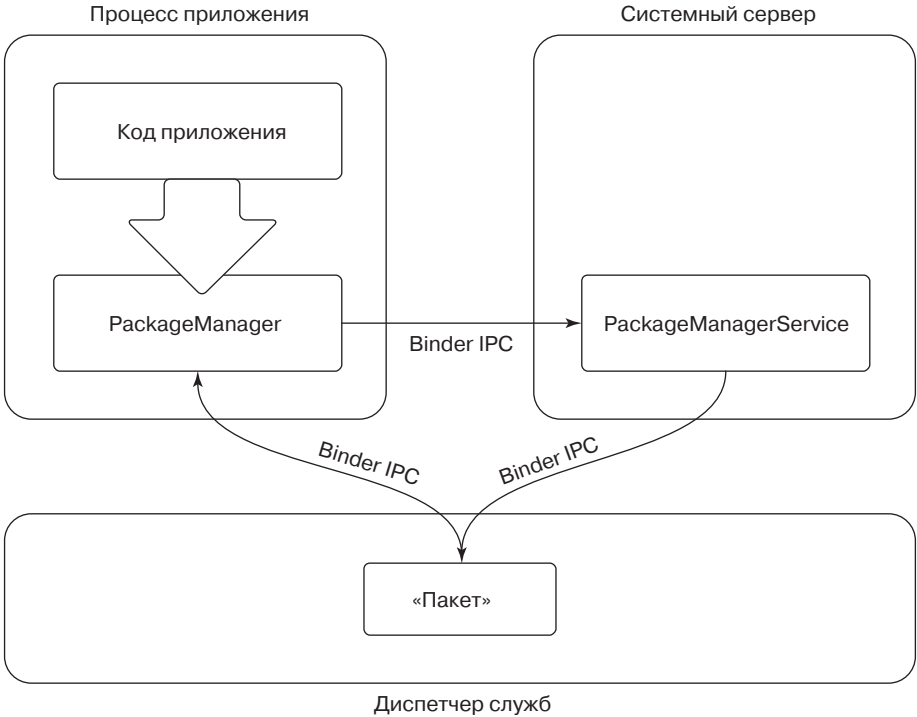 Процесс приложения
Системный сервер
Код приложения
PackageManager
PackageManagerService
Binder IPC
Binder IPC
Binder IPC
«Пакет»
Диспетчер служб